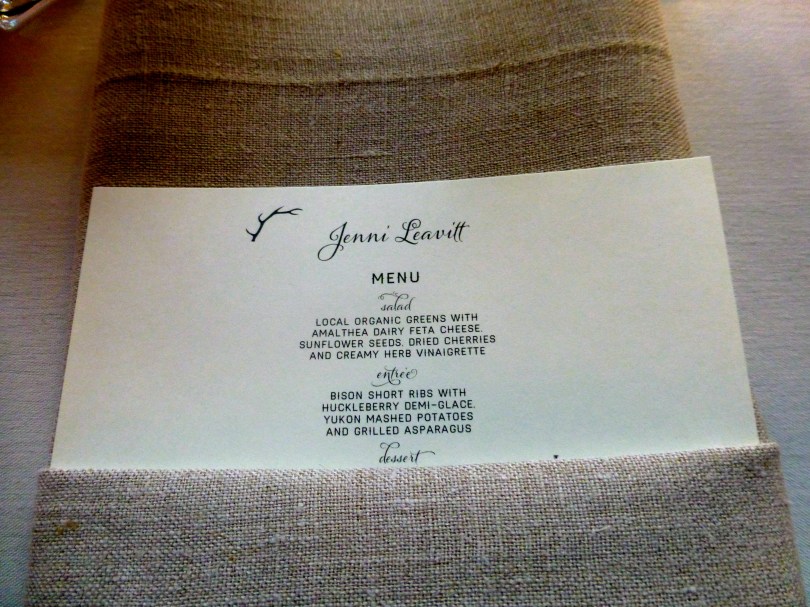 Jenni Leavitt
MENU
salad
LOCAL ORGANIC GREENS WITH
AMALTHEA DAIRY FETA CHEESE,
SUNFLOWER SEEDS, DRIED CHERRIES
AND CREAMY HERB VINAIGRETTE
entrée
BISON SHORT RIBS WITH
HUCKLEBERRY DEMI-GLACE,
YUKON MASHED POTATOES
AND GRILLED ASPARAGUS
dessert